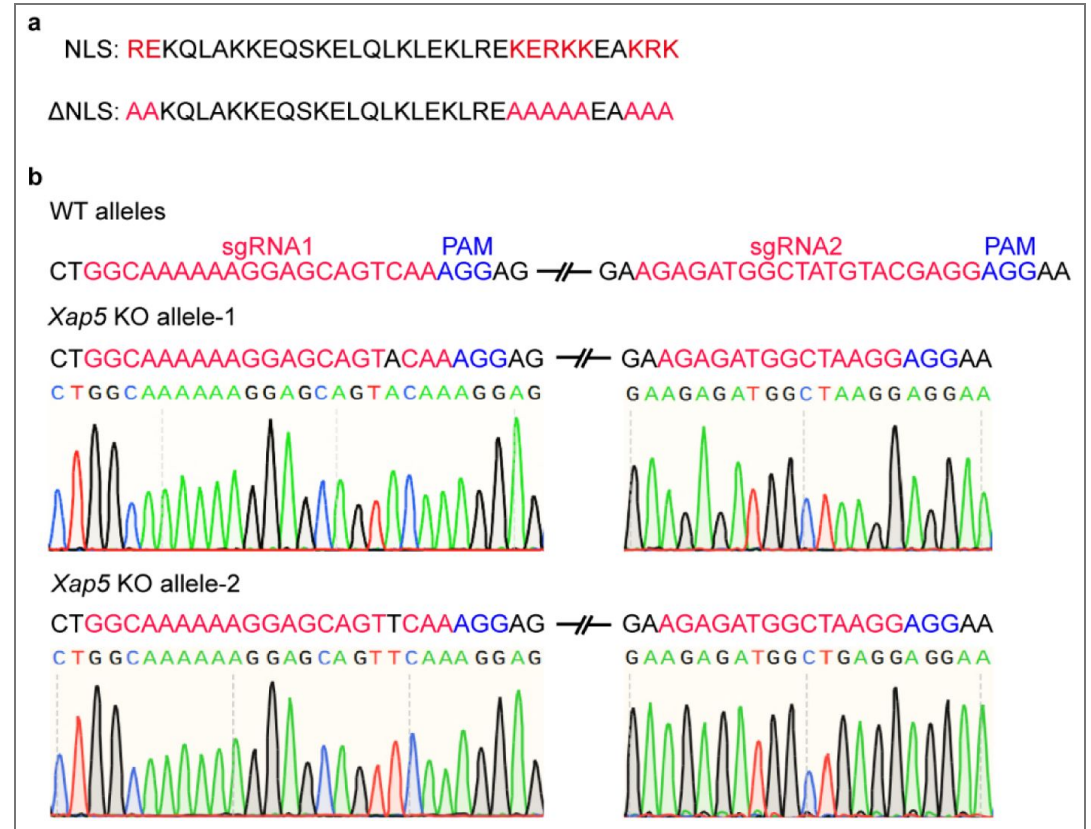 a
NLS: REKQLAKKEQSKELQLKLEKLREKERKKEAKRK
ΔNLS: AAKQLAKKEQSKELQLKLEKLREAAAAAEAAAA
b
WT alleles
sgRNA1 PAM sgRNA2 PAM
CTGGCAAAAAAGGAGCAGTCAAAGGAG GAAGAGATGGCTATGTACGAGGAGGAA
Xap5 KO allele-1
CTGGCAAAAAAGGAGCAGTACAAAGGAG GAAGAGATGGCTAAGGAGGAA
CTGGCAAAAAAGGAGCAGTACAAAGGAG GAAGAGATGGCTAAGGAGGAA
Xap5 KO allele-2
CTGGCAAAAAAGGAGCAGTTCAAAGGAG GAAGAGATGGCTAAGGAGGAA
CTGGCAAAAAAGGAGCAGTTCAAAGGAG GAAGAGATGGCTGAGGAGGAA